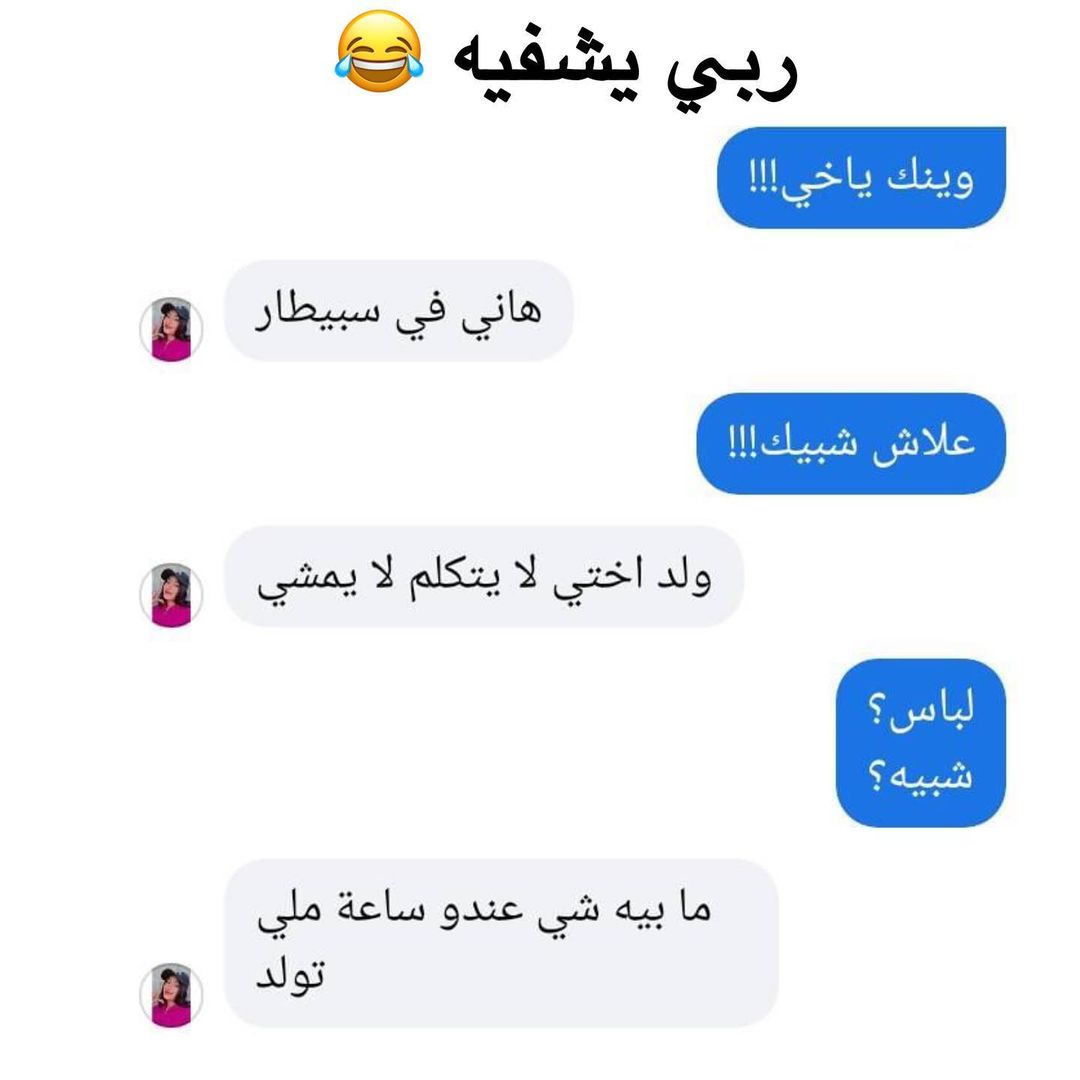 ربي يشفيه 😂
وينك ياخي!!!
هاني في سبيطار
علاش شبيك!!!
ولد اختي لا يتكلم لا يمشي
لباس؟
شبيه؟
ما بيه شي عندو ساعة ملي
تولد